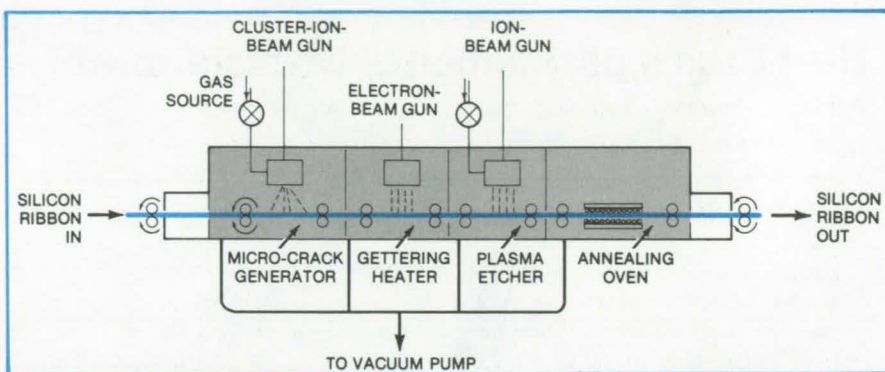 CLUSTER-ION-
BEAM GUN
ION-
BEAM GUN
GAS
SOURCE
ELECTRON-
BEAM GUN
SILICON
RIBBON
IN
SILICON
RIBBON
OUT
MICRO-CRACK
GENERATOR
GETTERING
HEATER
PLASMA
ETCHER
ANNEALING
OVEN
TO VACUUM PUMP